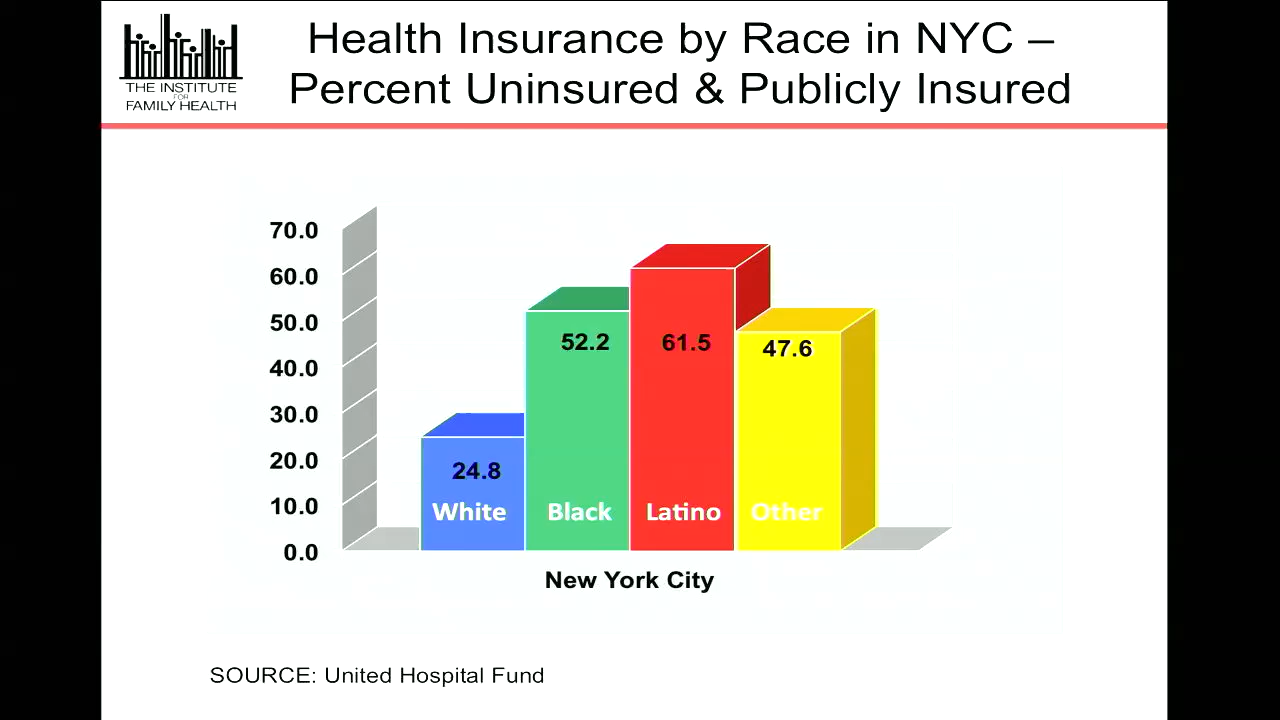 Health Insurance by Race in NYC –
Percent Uninsured & Publicly Insured
THE INSTITUTE
FOR
FAMILY HEALTH
70.0
60.0
50.0
40.0
30.0
20.0
10.0
0.0
24.8
52.2
61.5
47.6
White
Black
Latino
Other
New York City
SOURCE: United Hospital Fund